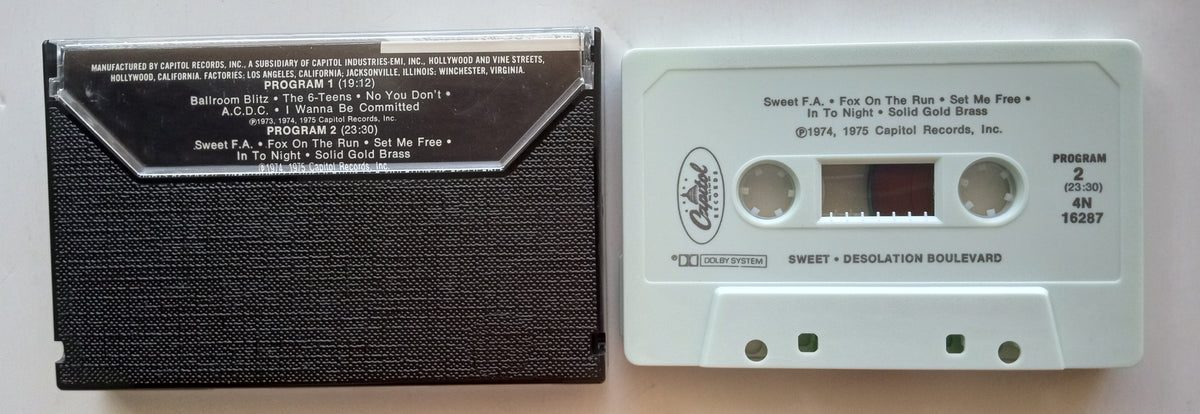 MANUFACTURED BY CAPITOL RECORDS, INC., A SUBSIDIARY OF CAPITOL INDUSTRIES-EMI, INC., HOLLYWOOD AND VINE STREETS,
HOLLYWOOD, CALIFORNIA. FACTORIES: LOS ANGELES, CALIFORNIA; JACKSONVILLE, ILLINOIS; WINCHESTER, VIRGINIA.
PROGRAM 1 (19:12)
Ballroom Blitz • The 6-Teens • No You Don't •
A.C.D.C. • I Wanna Be Committed
Ⓟ1973, 1974, 1975 Capitol Records, Inc.
PROGRAM 2 (23:30)
Sweet F.A. • Fox On The Run • Set Me Free •
In To Night • Solid Gold Brass
Ⓟ1974, 1975 Capitol Records, Inc.
Sweet F.A. • Fox On The Run • Set Me Free •
In To Night • Solid Gold Brass
Ⓟ1974, 1975 Capitol Records, Inc.
Capitol
RECORDS
PROGRAM
2
(23:30)
4N
16287
DOLBY SYSTEM
SWEET • DESOLATION BOULEVARD